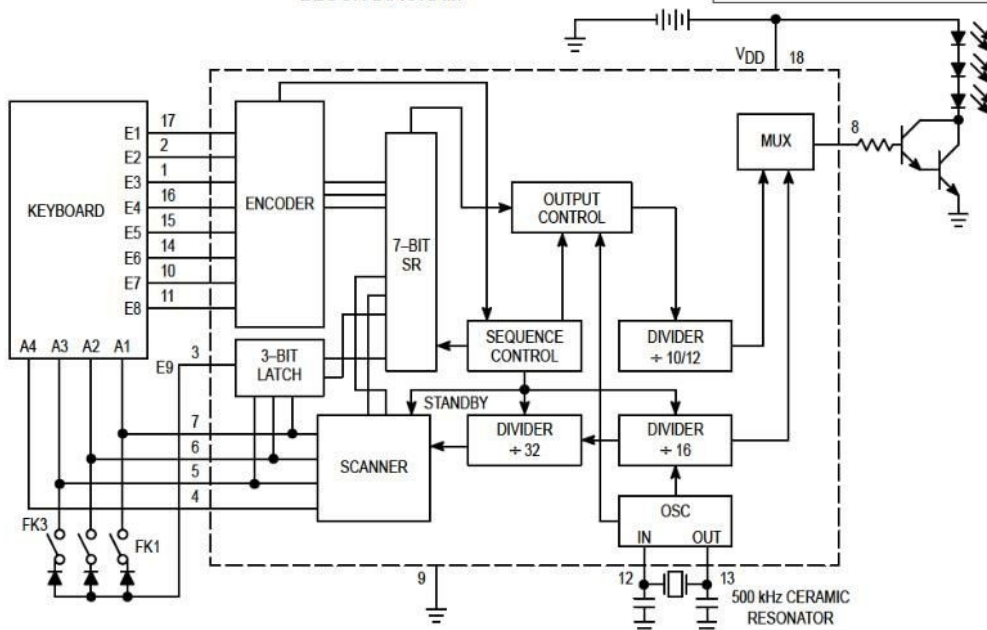 VDD
18
KEYBOARD
E1
17
E2
2
E3
1
E4
16
E5
15
E6
14
E7
10
E8
11
A4 A3 A2 A1
ENCODER
7–BIT
SR
OUTPUT
CONTROL
MUX
8
SEQUENCE
CONTROL
DIVIDER
÷ 10/12
E9
3
3–BIT
LATCH
STANDBY
DIVIDER
÷ 32
DIVIDER
÷ 16
7
6
5
4
SCANNER
OSC
IN OUT
FK3
FK1
9
12
13
500 kHz CERAMIC
RESONATOR